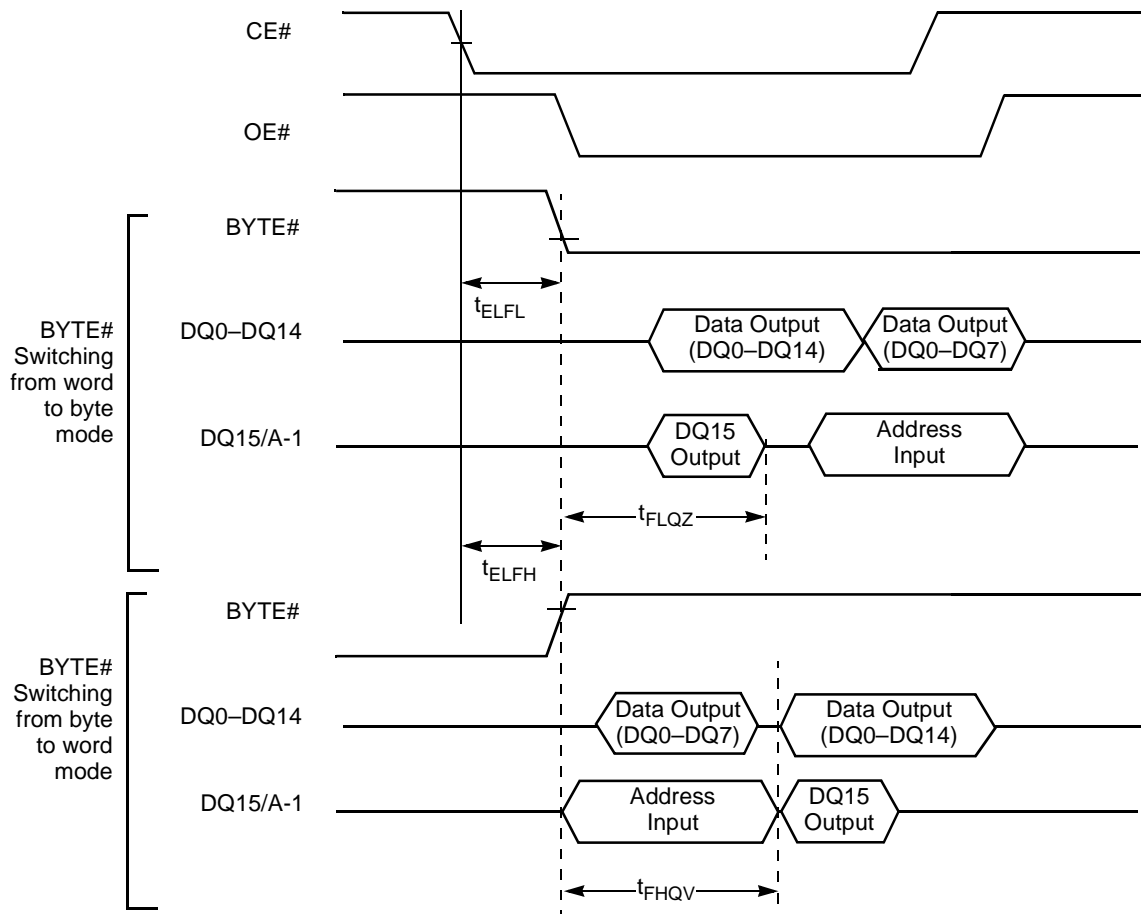 CE#
OE#
BYTE#
tELFL
BYTE#
Switching
from word
to byte
mode
DQ0–DQ14
Data Output
(DQ0–DQ14)
Data Output
(DQ0–DQ7)
DQ15/A-1
DQ15
Output
Address
Input
tFLQZ
tELFH
BYTE#
BYTE#
Switching
from byte
to word
mode
DQ0–DQ14
Data Output
(DQ0–DQ7)
Data Output
(DQ0–DQ14)
DQ15/A-1
Address
Input
DQ15
Output
tFHQV